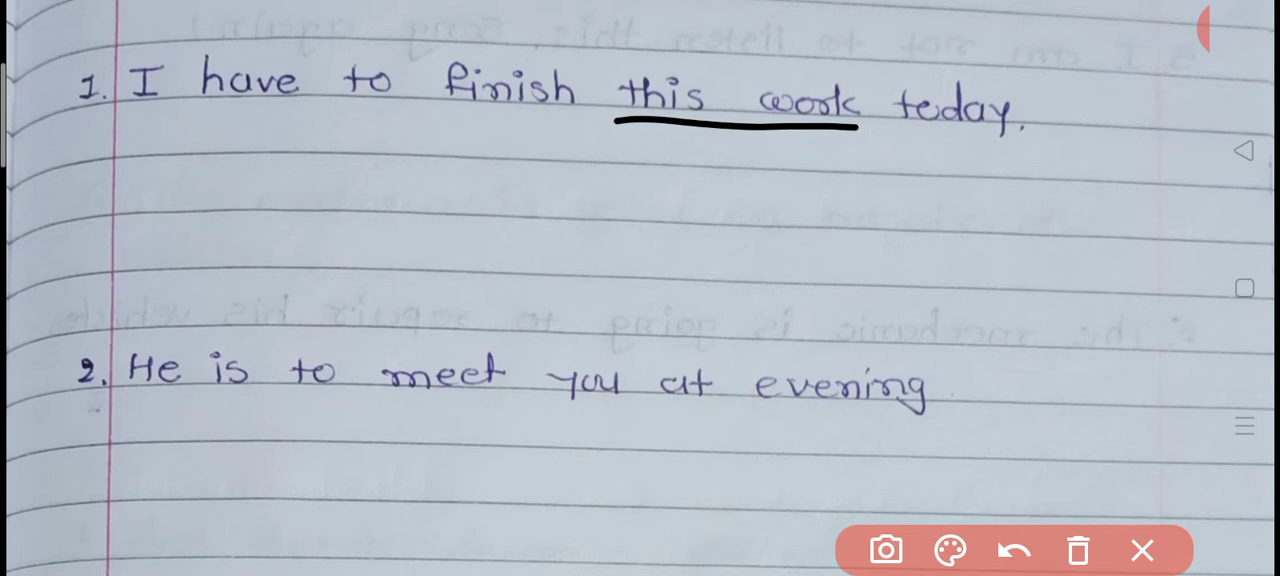 1. I have to finish this work today.
2. He is to meet you at evening